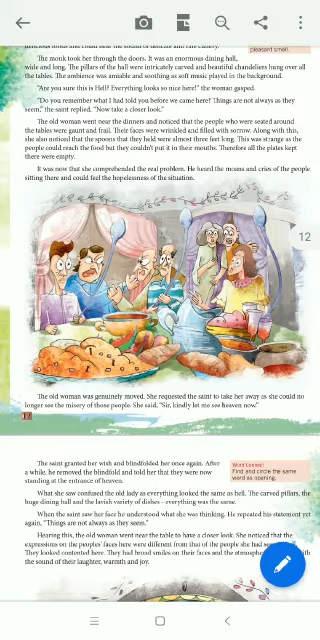 pleasant smell.
The monk took her through the doors. It was an enormous dining hall,
wide and long. The pillars of the hall were intricately carved and beautiful chandeliers hung over all
the tables. The ambience was amiable and soothing as soft music played in the background.
"Are you sure this is Hell? Everything looks so nice here!" the woman gasped.
"Do you remember what I had told you before we came here? Things are not always as they
seem," the saint replied. "Now take a closer look."
The old woman went near the dinners and noticed that the people who were seated around
the tables were gaunt and frail. Their faces were wrinkled and filled with sorrow. Along with this,
she also noticed that the spoons that they held were almost three feet long. This was strange as the
people could reach the food but they couldn't put it in their mouths. Therefore all the plates kept
there were empty.
It was now she comprehended the real problem. He heard the moans and cries of the people
sitting there and could feel the hopelessness of the situation.
12
The old woman was genuinely moved. She requested the saint to take her away as she could no
longer see the misery of those people. She said, "Sir, kindly let me see heaven now."
The saint granted her wish and blindfolded her once again. After
a while, he removed the blindfold and told her that they were now
standing at the entrance of heaven.
Word Connect
Find and circle the same
word as opening.
What she saw confused the old lady as everything looked the same as hell. The carved pillars, the
huge dining hall and the lavish variety of dishes - everything was the same.
When the saint saw her face he understood what she was thinking. He repeated his statement yet
again, "Things are not always as they seem."
Hearing this, the old woman went near the table to have a closer look. She noticed that the
expressions on the peoples' faces here were different from that of the people she had
They looked contented here. They had broad smiles on their faces and the
the sound of their laughter, warmth and joy.